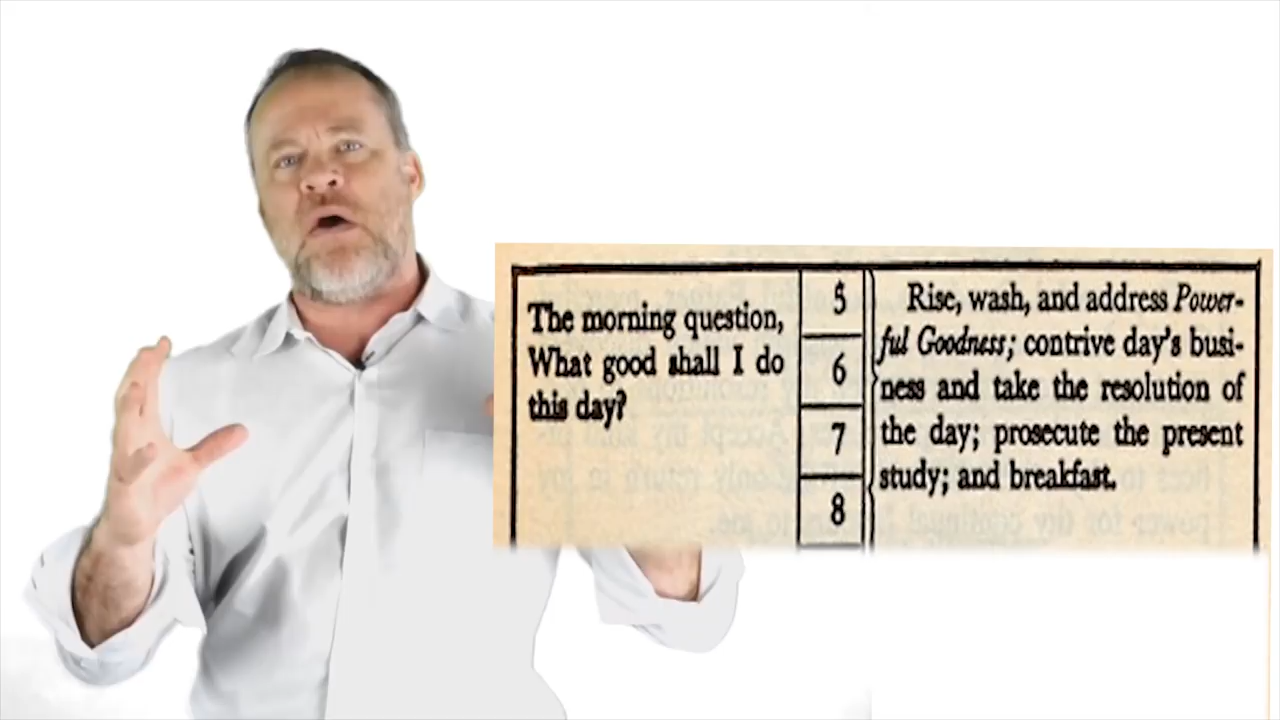 The morning question,
What good shall I do
this day?
5
6
7
8
Rise, wash, and address Power-
ful Goodness; contrive day's busi-
ness and take the resolution of
the day; prosecute the present
study; and breakfast.